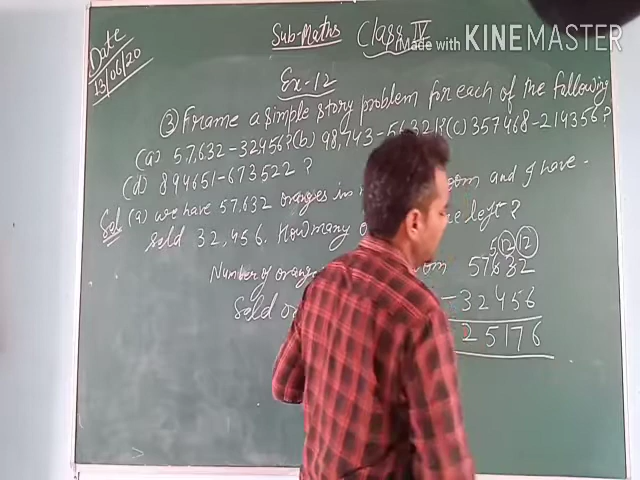 Sub-Maths Class IV
Made with KINEMASTER
Date
13/06/20
Ex-12
③ Frame a simple story problem for each of the following
(a) 57,632-32456? (b) 98,743-56321? (c) 357468-214356?
(d) 894651-673522?
Sol (a) we have 57,632 oranges in and I have
sold 32,456. How many left?
5 12 12
Number of 57632
Sold - 32456
25176